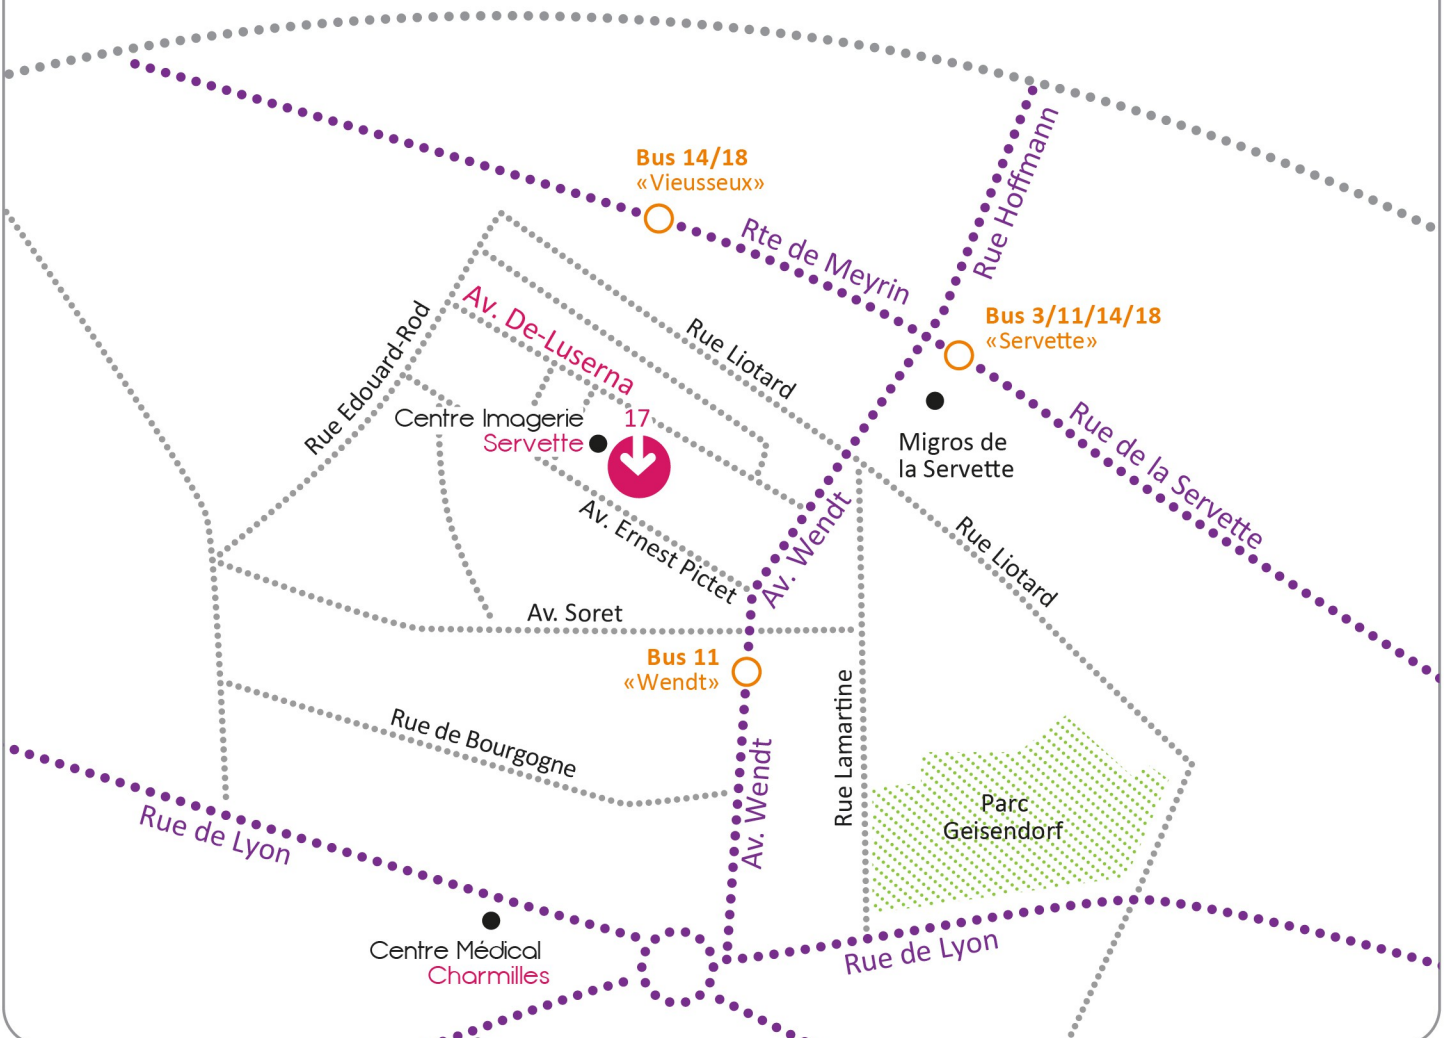 Bus 14/18
«Vieusseux»
Rue Hoffmann
Rte de Meyrin
Av. De-Luserna
Rue Edouard-Rod
Rue Liotard
Bus 3/11/14/18
«Servette»
Centre Imagerie
Servette
17
Migros de
la Servette
Rue de la Servette
Av. Ernest Pictet
Av. Wendt
Rue Liotard
Av. Soret
Bus 11
«Wendt»
Rue de Bourgogne
Rue Lamartine
Av. Wendt
Parc
Geisendorf
Rue de Lyon
Centre Médical
Charmilles
Rue de Lyon